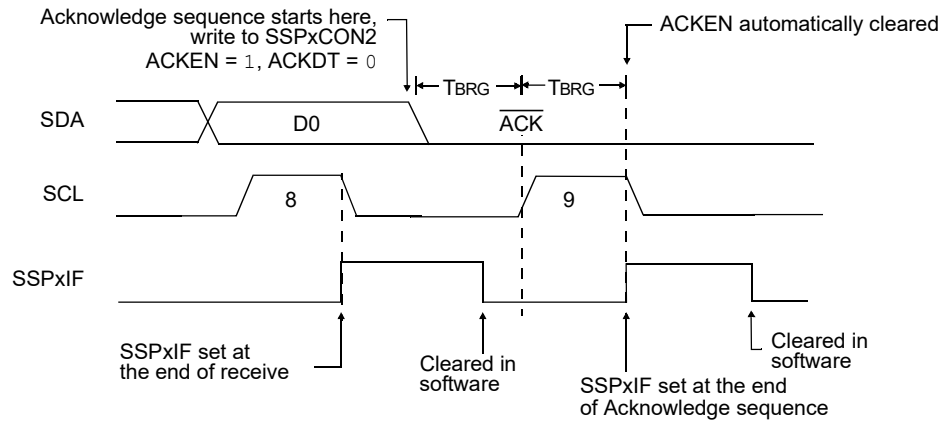 Acknowledge sequence starts here,
write to SSPxCON2
ACKEN = 1, ACKDT = 0
ACKEN automatically cleared
TBRG
TBRG
SDA
D0
ACK
SCL
8
9
SSPxIF
SSPxIF set at
the end of receive
Cleared in
software
SSPxIF set at the end
of Acknowledge sequence
Cleared in
software